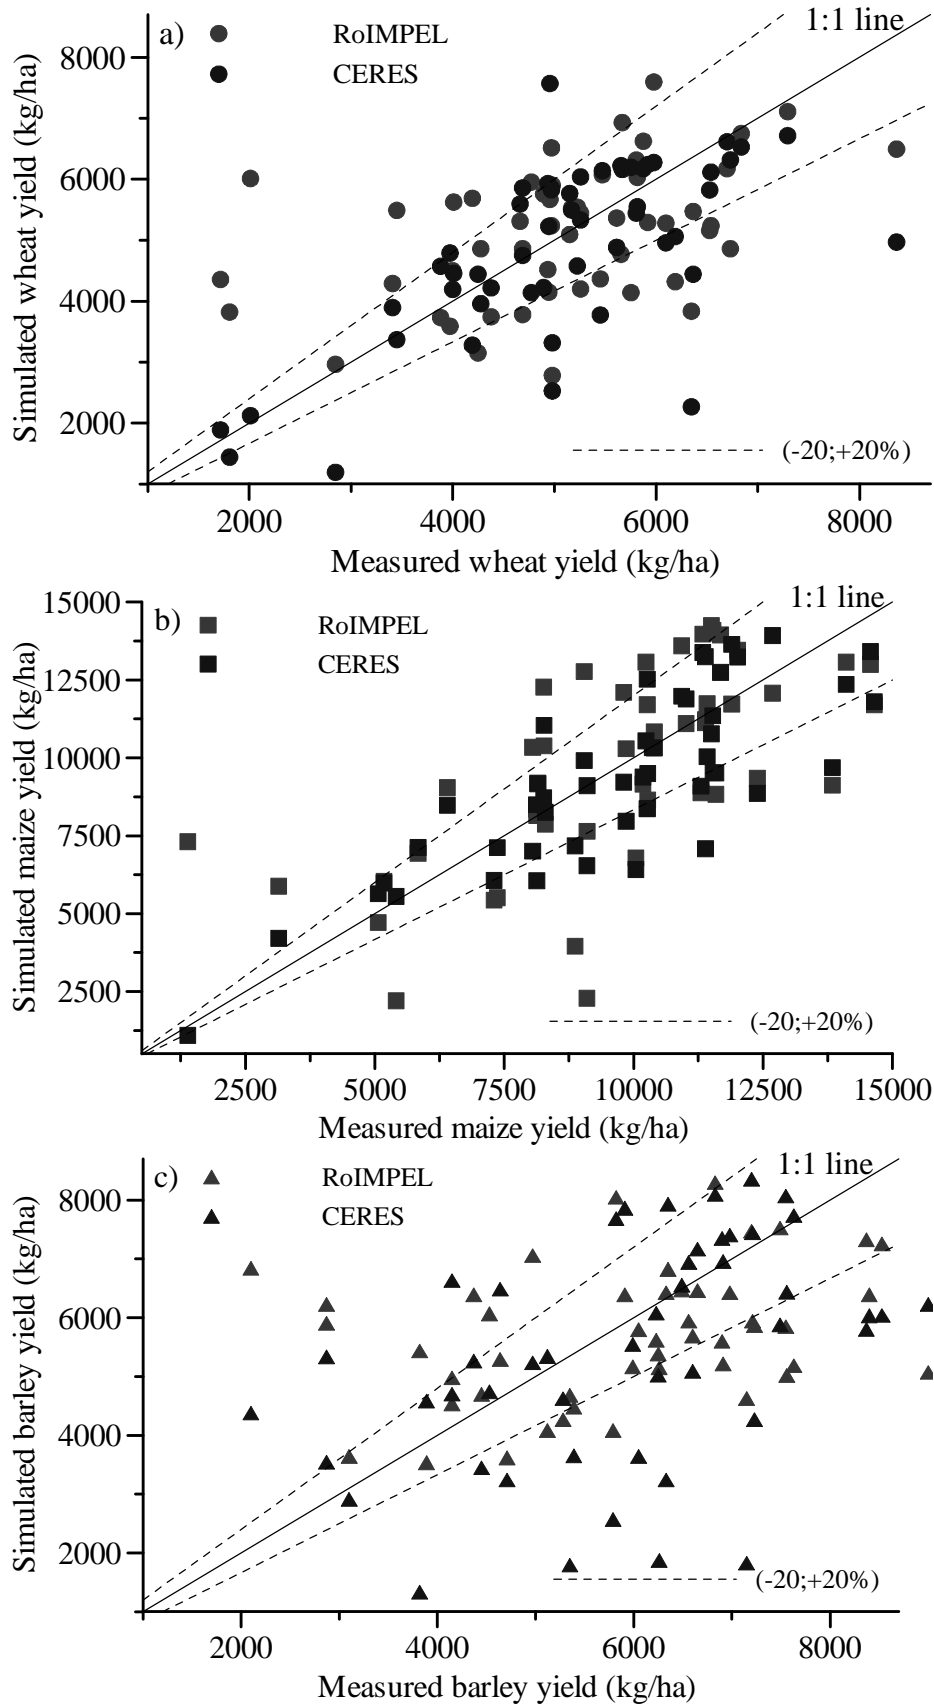 a)
RoIMPEL
CERES
1:1 line
8000
6000
4000
2000
Simulated wheat yield (kg/ha)
(-20;+20%)
2000 4000 6000 8000
Measured wheat yield (kg/ha)
b)
RoIMPEL
CERES
1:1 line
15000
12500
10000
7500
5000
2500
Simulated maize yield (kg/ha)
(-20;+20%)
2500 5000 7500 10000 12500 15000
Measured maize yield (kg/ha)
c)
RoIMPEL
CERES
1:1 line
8000
6000
4000
2000
Simulated barley yield (kg/ha)
(-20;+20%)
2000 4000 6000 8000
Measured barley yield (kg/ha)